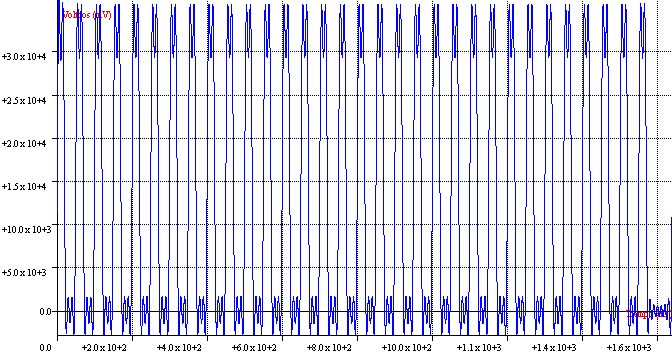 Voltios (uV)
+3.0 x 10+4
+2.5 x 10+4
+2.0 x 10+4
+1.5 x 10+4
+10.0 x 10+3
+5.0 x 10+3
0.0
0.0 +2.0 x 10+2 +4.0 x 10+2 +6.0 x 10+2 +8.0 x 10+2 +10.0 x 10+2 +1.1x 10+3 +1.4 x 10+3 +1.6x 10+3